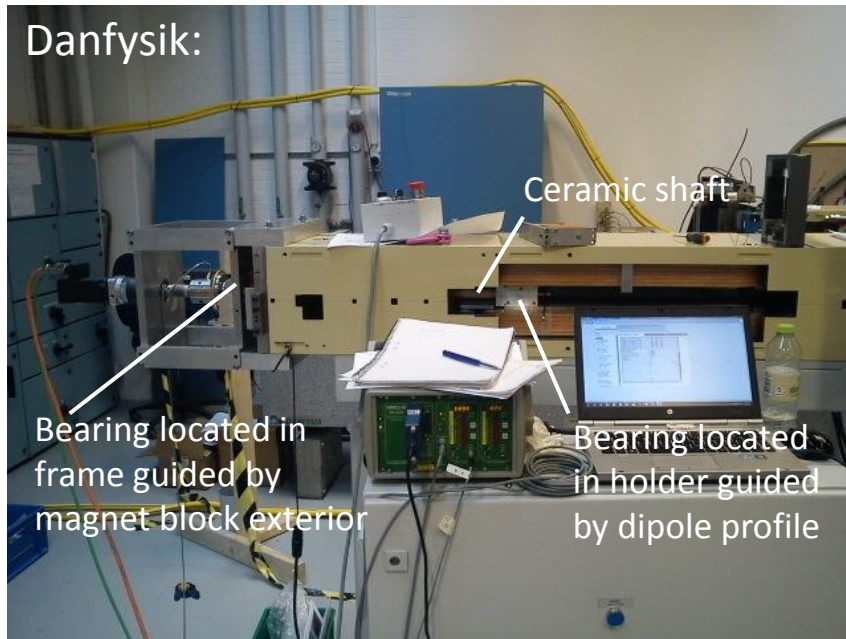 Danfysik:
Ceramic shaft
Bearing located in
frame guided by
magnet block exterior
Bearing located
in holder guided
by dipole profile